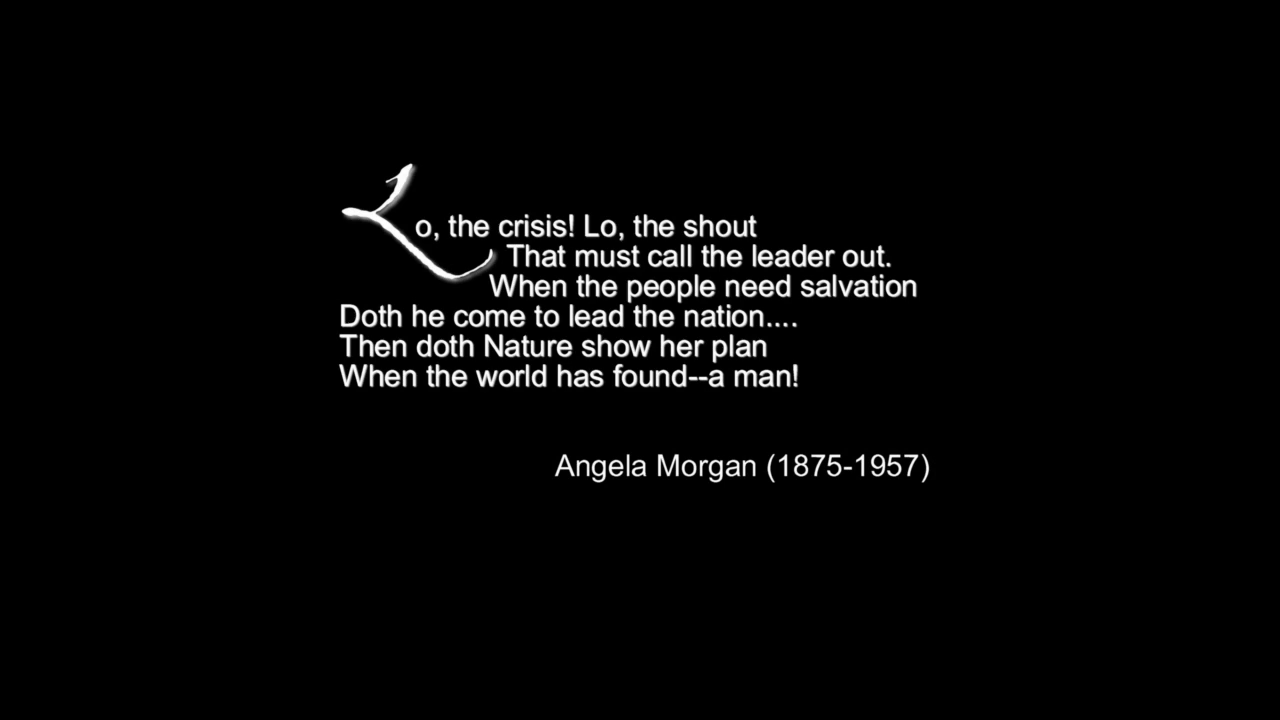 Lo, the crisis! Lo, the shout
That must call the leader out.
When the people need salvation
Doth he come to lead the nation....
Then doth Nature show her plan
When the world has found--a man!
Angela Morgan (1875-1957)